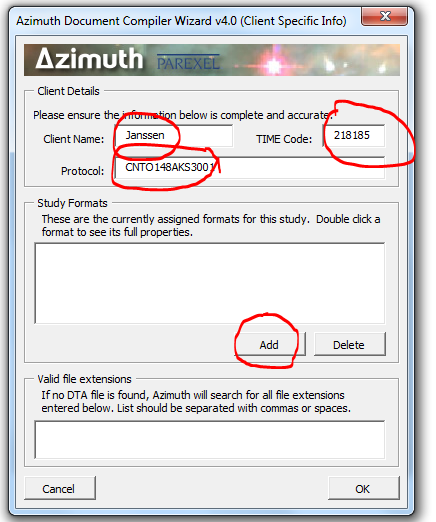 Azimuth Document Compiler Wizard v4.0 (Client Specific Info)
Azimuth PAREXEL
Client Details
Please ensure the information below is complete and accurate.
Client Name: Janssen TIME Code: 218185
Protocol: CNTO148AKS3001
Study Formats
These are the currently assigned formats for this study. Double click a
format to see its full properties.
Add Delete
Valid file extensions
If no DTA file is found, Azimuth will search for all file extensions
entered below. List should be separated with commas or spaces.
Cancel OK